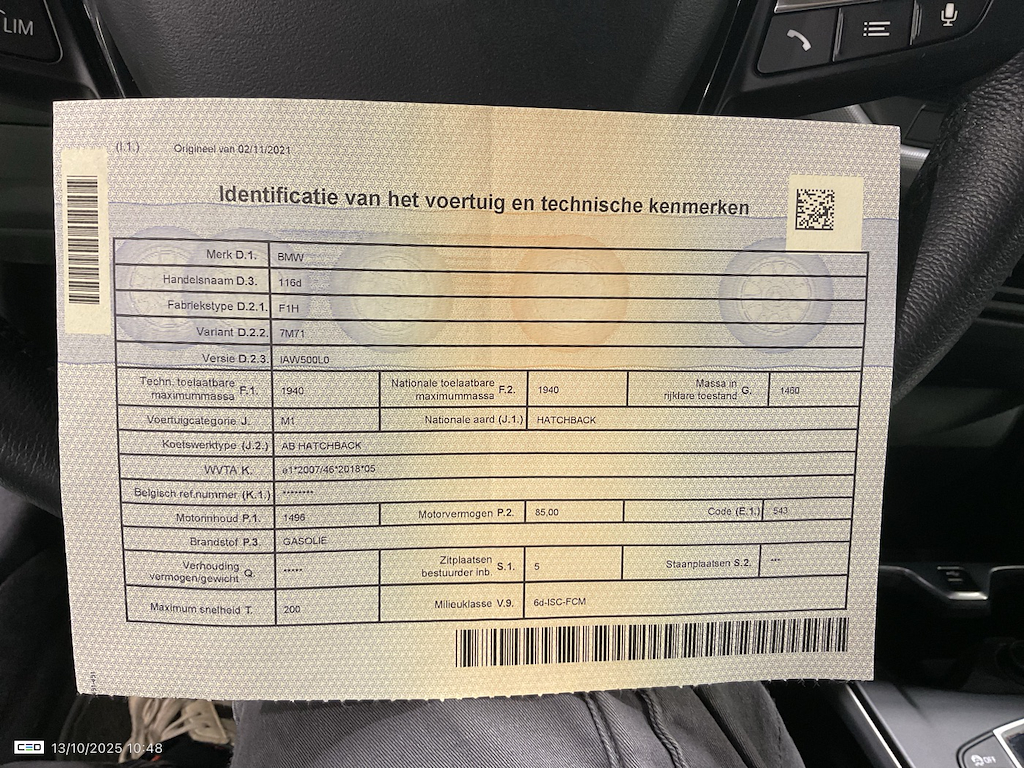 LIM
(I.1.) Origineel van 02/11/2021
Identificatie van het voertuig en technische kenmerken
Merk D.1. BMW
Handelsnaam D.3. 116d
Fabriekstype D.2.1. F1H
Variant D.2.2. 7M71
Versie D.2.3. IAW500L0
Techn. toelaatbare maximummassa F.1. 1940 Nationale toelaatbare maximummassa F.2. 1940 Massa in rijklare toestand G. 1460
Voertuigcategorie J. M1 Nationale aard (J.1.) HATCHBACK
Koetswerktype (J.2.) AB HATCHBACK
WVTA K. e1*2007/46*2018*05
Belgisch ref.nummer (K.1.) ********
Motorinhoud P.1. 1496 Motorvermogen P.2. 85,00 Code (E.1.) 543
Brandstof P.3. GASOLIE
Verhouding vermogen/gewicht Q. ***** Zitplaatsen bestuurder inb. S.1. 5 Staanplaatsen S.2. ***
Maximum snelheid T. 200 Milieuklasse V.9. 6d-ISC-FCM
CEO 13/10/2025 10:48
OFF